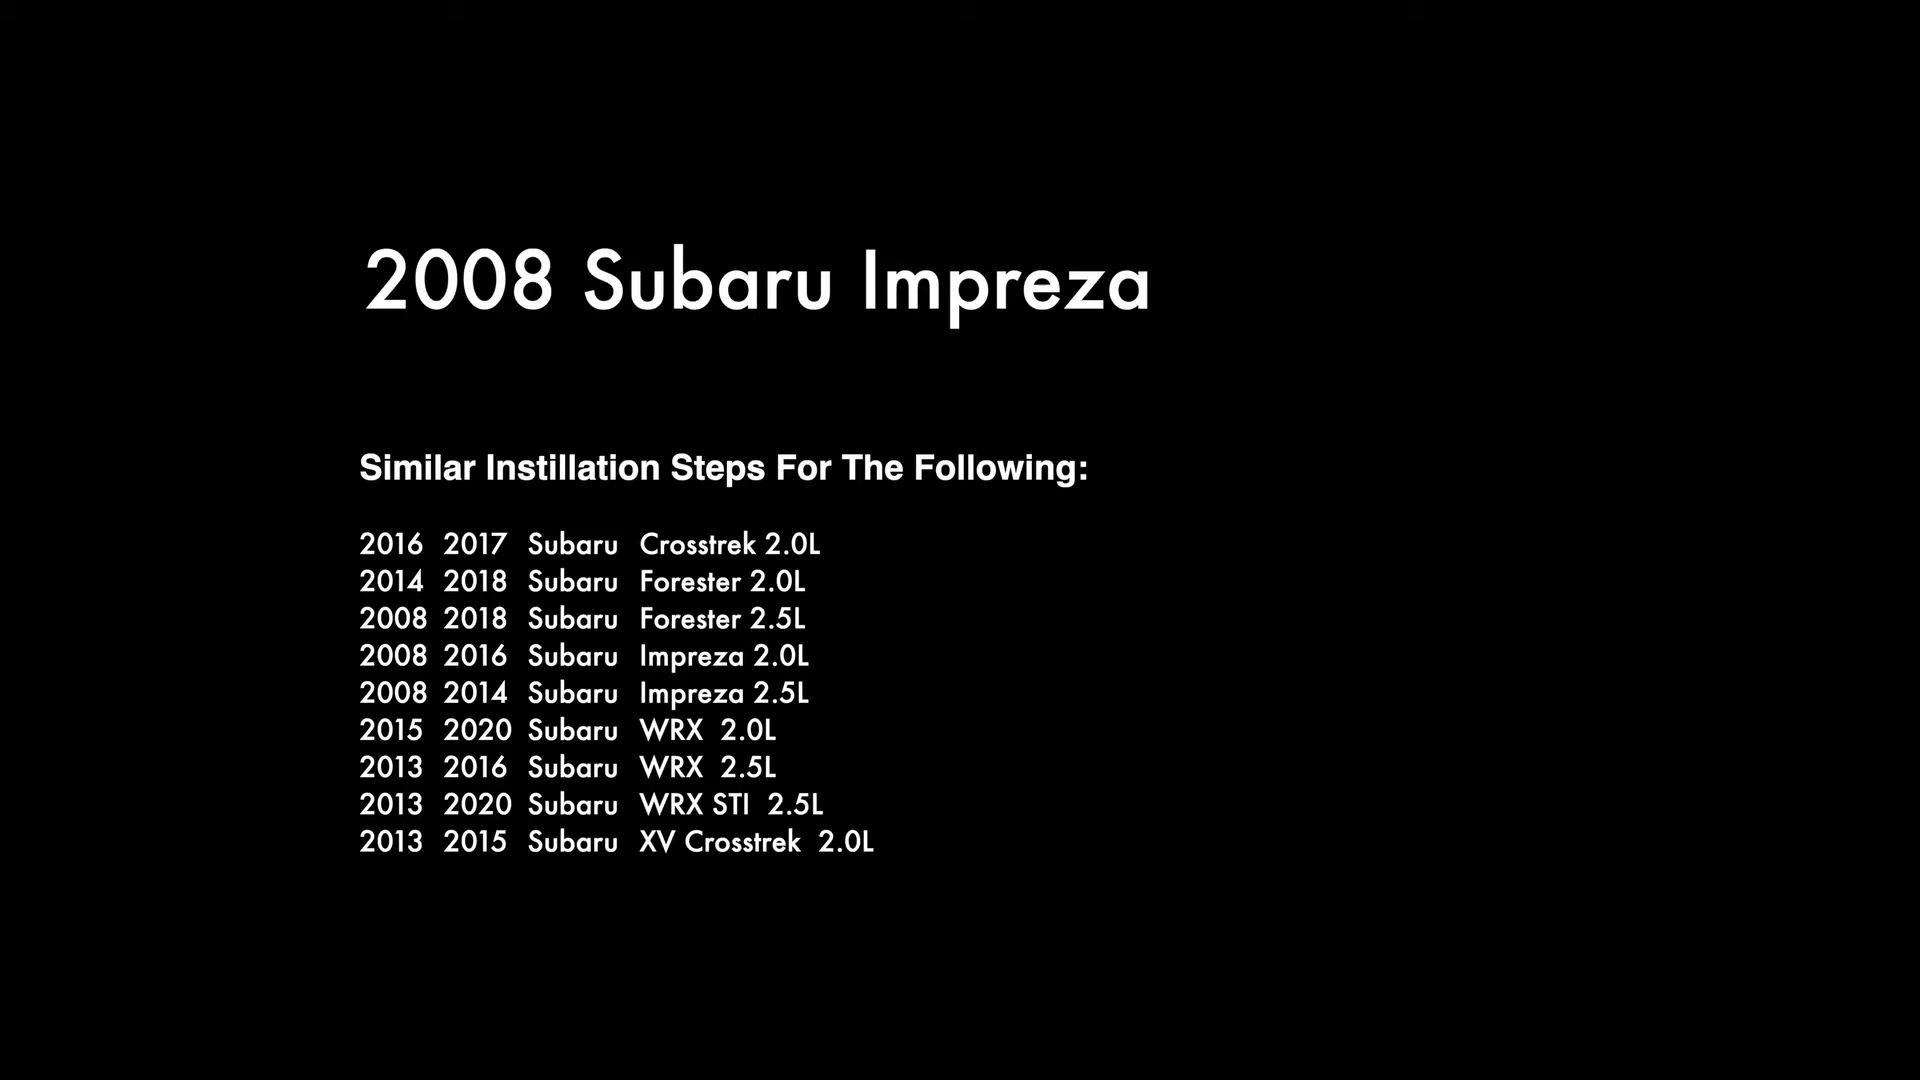 2008 Subaru Impreza
Similar Instillation Steps For The Following:
2016 2017 Subaru Crosstrek 2.0L
2014 2018 Subaru Forester 2.0L
2008 2018 Subaru Forester 2.5L
2008 2016 Subaru Impreza 2.0L
2008 2014 Subaru Impreza 2.5L
2015 2020 Subaru WRX 2.0L
2013 2016 Subaru WRX 2.5L
2013 2020 Subaru WRX STI 2.5L
2013 2015 Subaru XV Crosstrek 2.0L